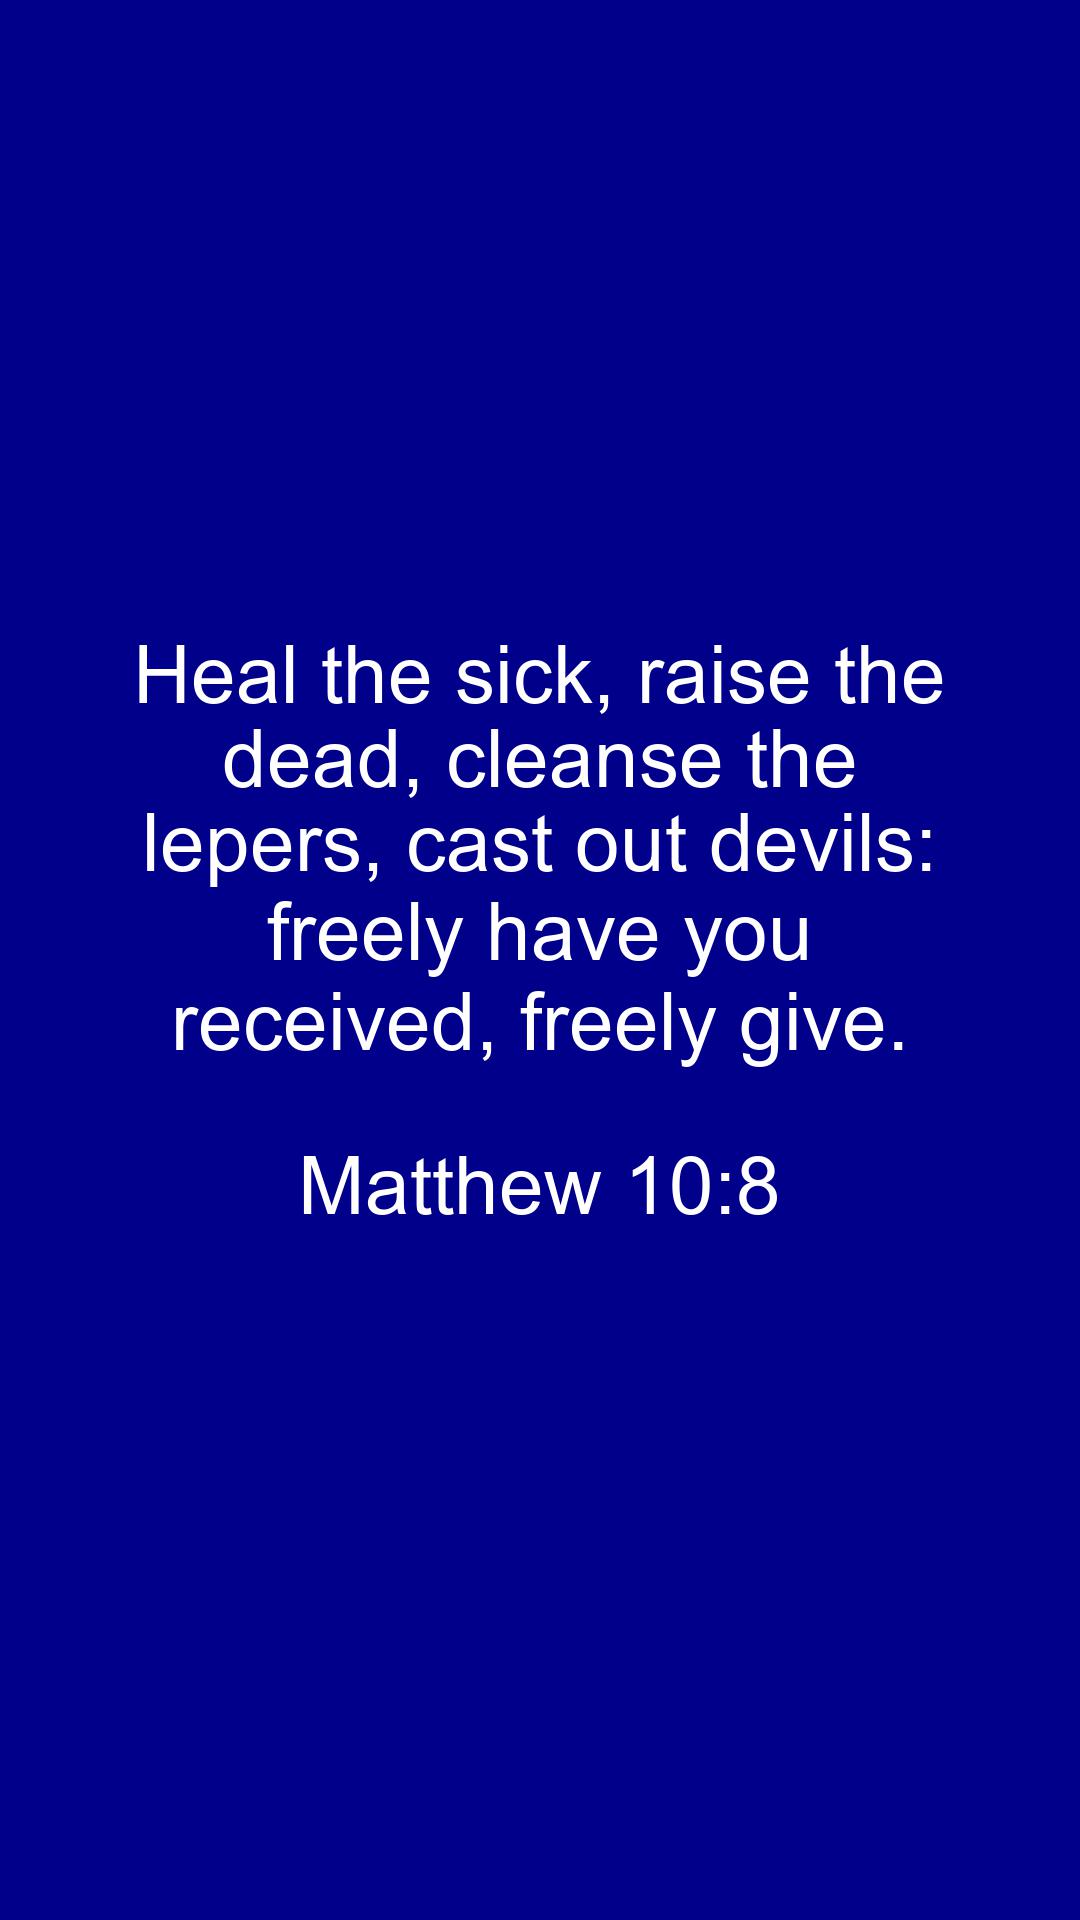 Heal the sick, raise the
dead, cleanse the
lepers, cast out devils:
freely have you
received, freely give.
Matthew 10:8